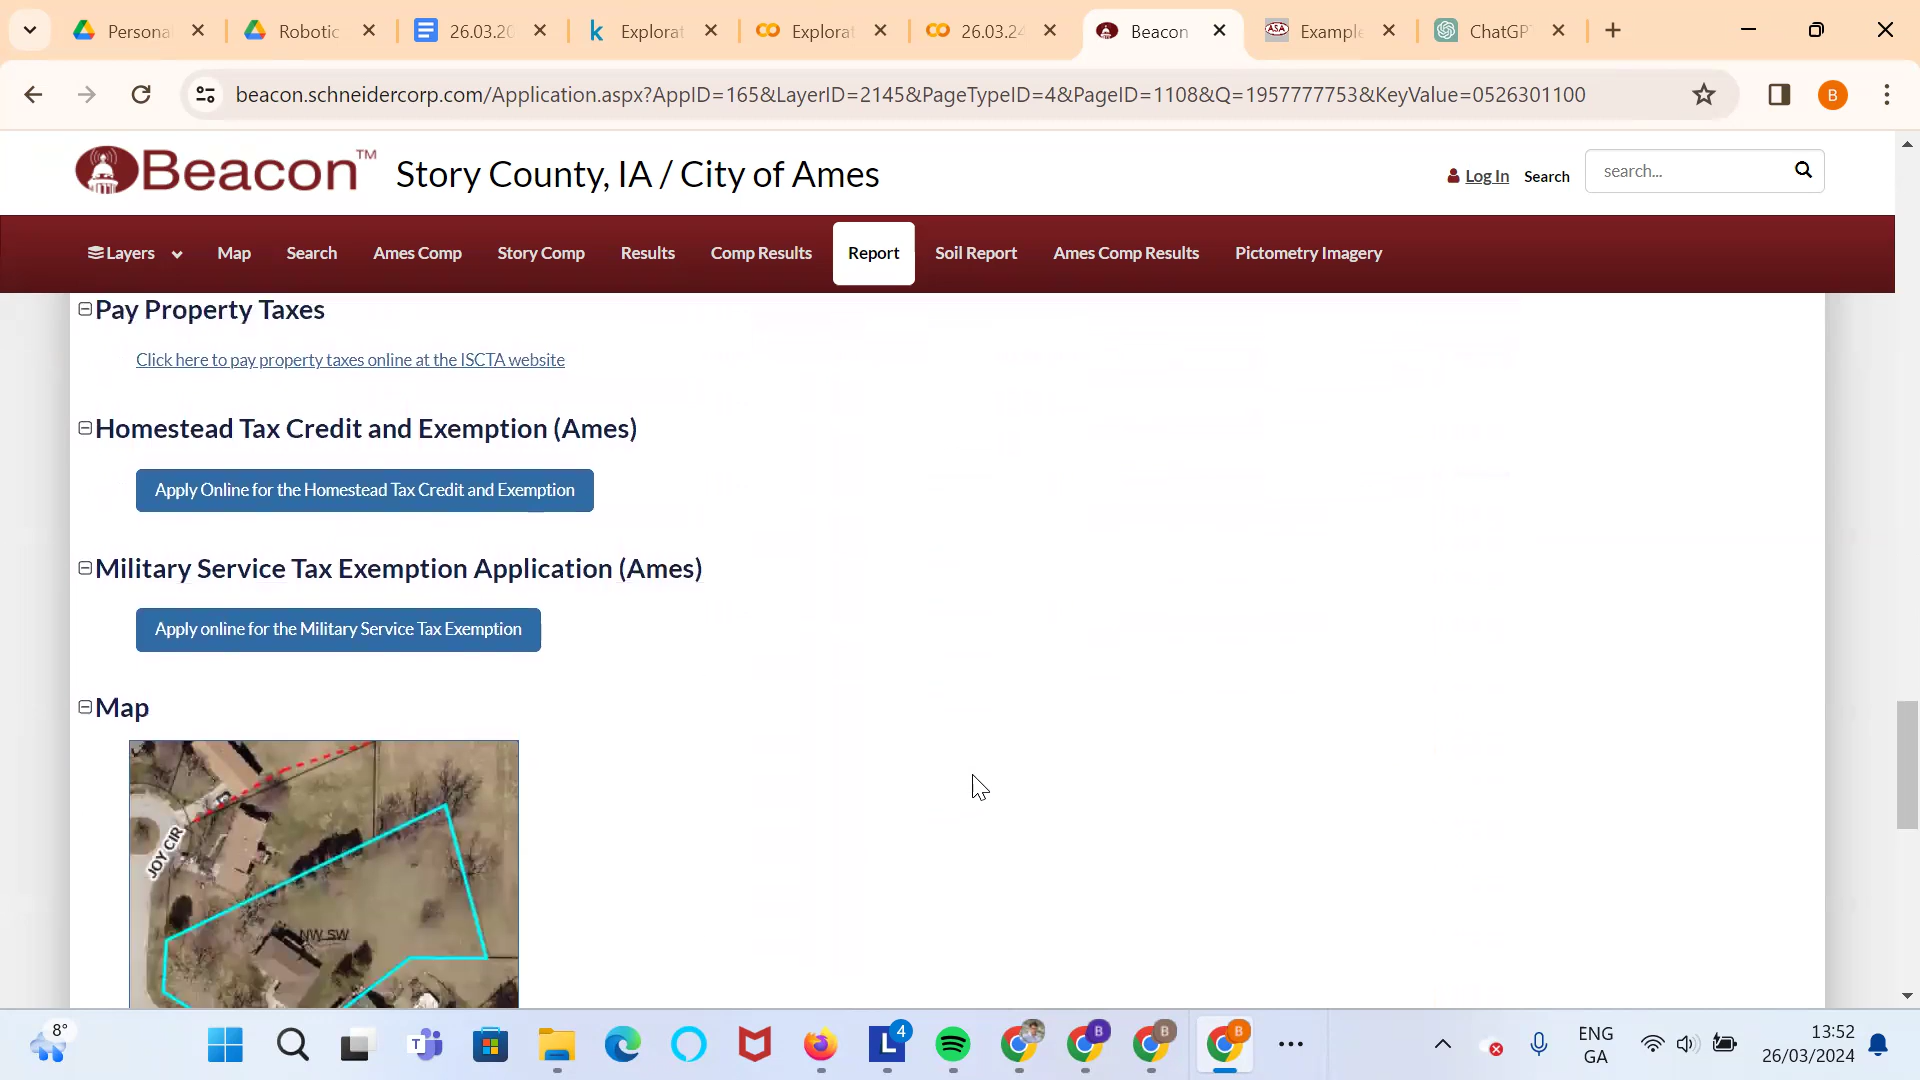 Persona
Robotic
26.03.20
Explorat
Explorat
26.03.24
Beacon
ASA
Example
ChatGPT
beacon.schneidercorp.com/Application.aspx?AppID=165&LayerID=2145&PageTypeID=4&PageID=1108&Q=1957777753&KeyValue=0526301100
B
Beacon™ Story County, IA / City of Ames
Log In
Search
search...
Layers
Map
Search
Ames Comp
Story Comp
Results
Comp Results
Report
Soil Report
Ames Comp Results
Pictometry Imagery
Pay Property Taxes
Click here to pay property taxes online at the ISCTA website
Homestead Tax Credit and Exemption (Ames)
Apply Online for the Homestead Tax Credit and Exemption
Military Service Tax Exemption Application (Ames)
Apply online for the Military Service Tax Exemption
Map
JOY CIR
NW SW
8°
T
L
4
B
B
B
ENG
GA
13:52
26/03/2024